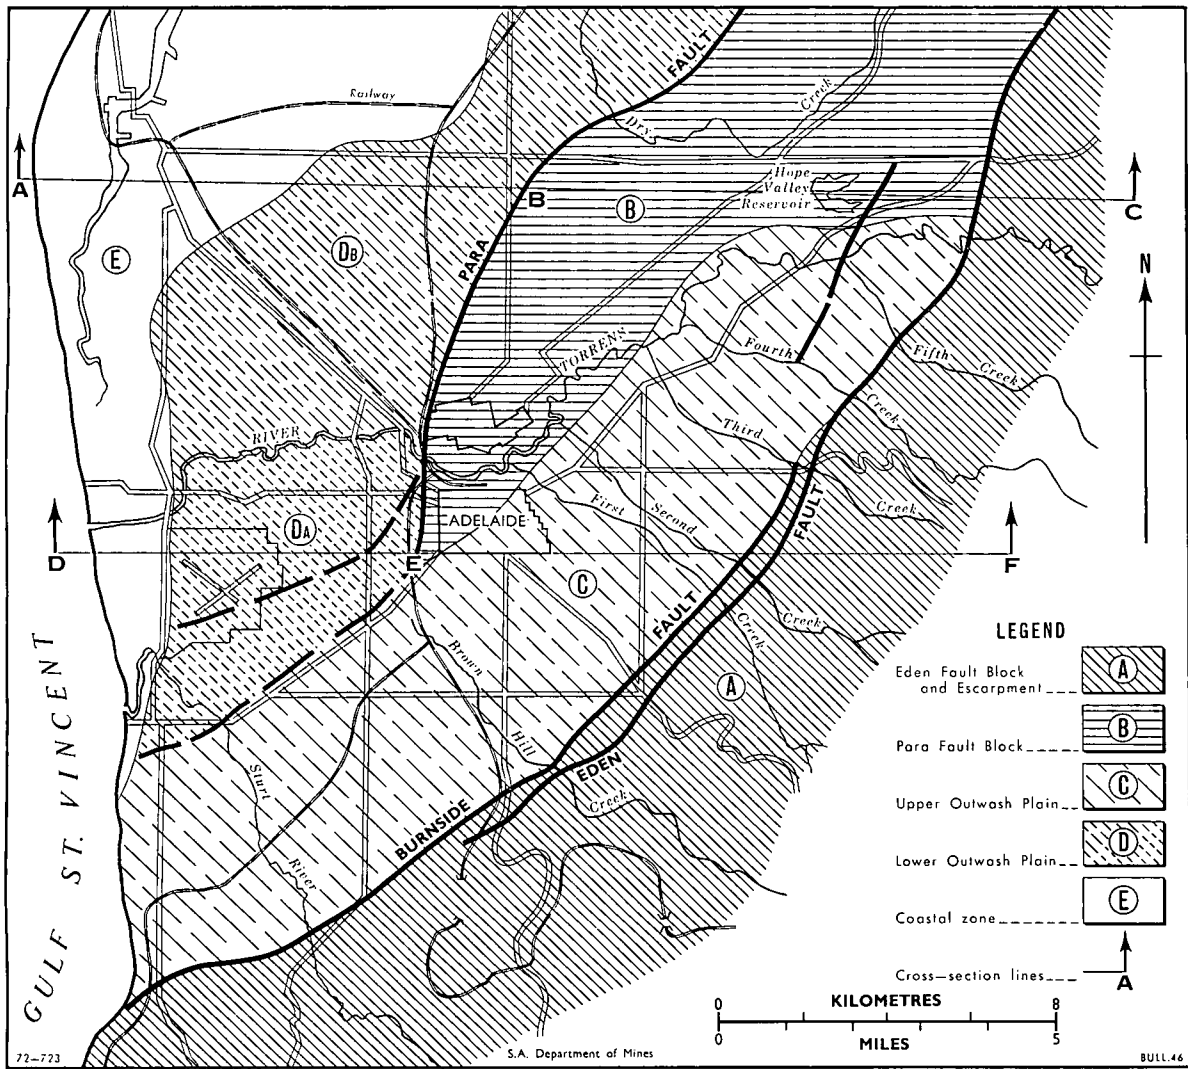 FAULT
Railway
Creek
Dry
A
Hope
Valley
Reservoir
B
B
C
PARA
DB
E
N
TORRENS
Fourth
Fifth
Creek
RIVER
Third
Creek
DA
ADELAIDE
First
Second
Creek
FAULT
D
E
C
F
FAULT
Creek
Creek
Brown
A
Hill
EDEN
Creek
Sturt
River
BURNSIDE
GULF ST. VINCENT
LEGEND
Eden Fault Block
and Escarpment
A
Para Fault Block
B
Upper Outwash Plain
C
Lower Outwash Plain
D
Coastal zone
E
Cross-section lines
A
0 KILOMETRES 8
0 MILES 5
72-723
S.A. Department of Mines
BULL.46